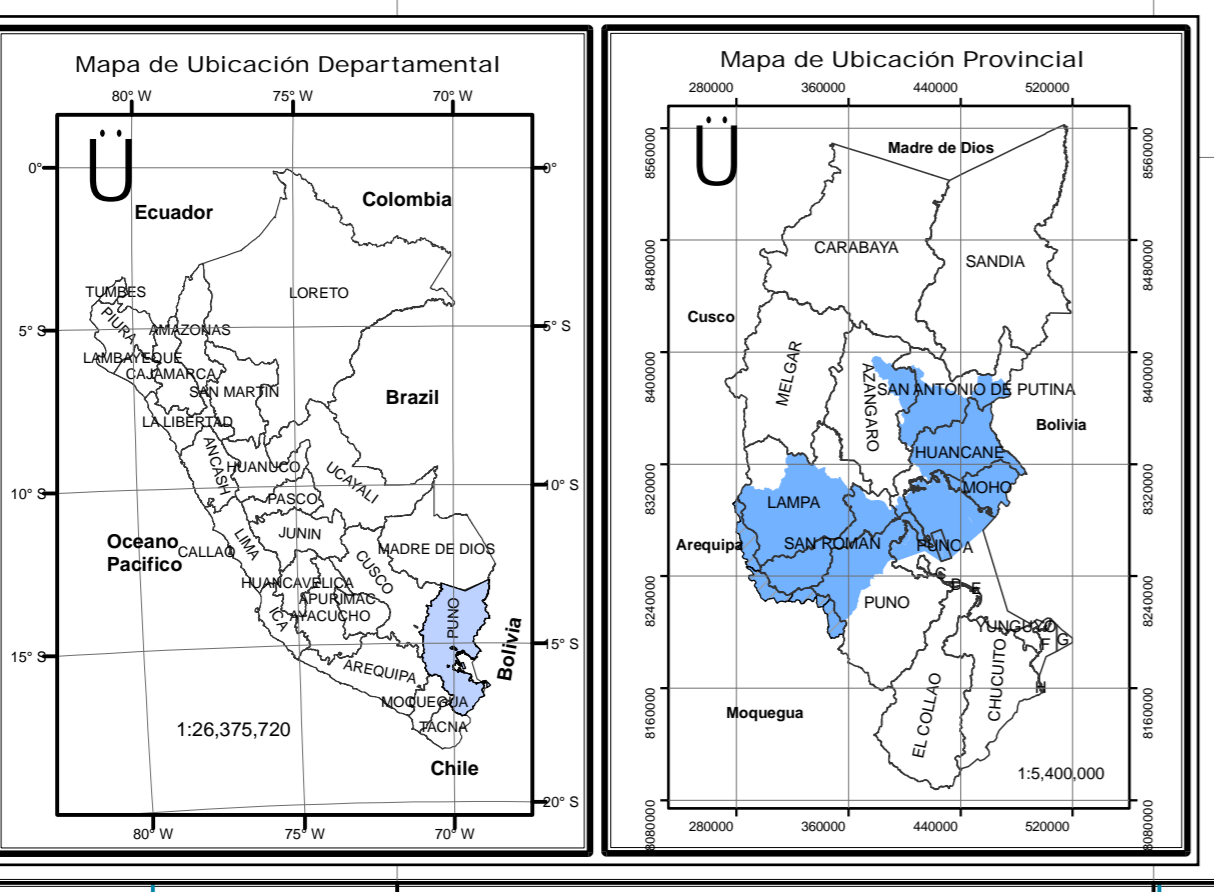 Mapa de Ubicación Departamental
80° W 75° W 70° W
Ü
0° 0°
Ecuador
Colombia
TUMBES
LORETO
PIURA
5° S 5° S
AMAZONAS
LAMBAYEQUE
CAJAMARCA
SAN MARTIN
Brazil
LA LIBERTAD
ANCASH
HUANUCO
UCAYALI
10° S 10° S
PASCO
JUNIN
LIMA
Oceano
Pacifico
CALLAO
MADRE DE DIOS
CUSCO
HUANCAVELICA
APURIMAC
ICA
AYACUCHO
PUNO
15° S 15° S
Bolivia
AREQUIPA
MOQUEGUA
TACNA
1:26,375,720
Chile
20° S
80° W 75° W 70° W
Mapa de Ubicación Provincial
280000 360000 440000 520000
Ü
8560000 8560000
Madre de Dios
CARABAYA
SANDIA
8480000 8480000
Cusco
MELGAR
AZANGARO
8400000 8400000
SAN ANTONIO DE PUTINA
Bolivia
HUANCANE
8320000 8320000
LAMPA
MOHO
Arequipa
SAN ROMAN
C
E
8240000 8240000
PUNO
YUNGUYO
F G
CHUCUITO
H
EL COLLAO
Moquegua
8160000 8160000
1:5,400,000
8080000 8080000
280000 360000 440000 520000